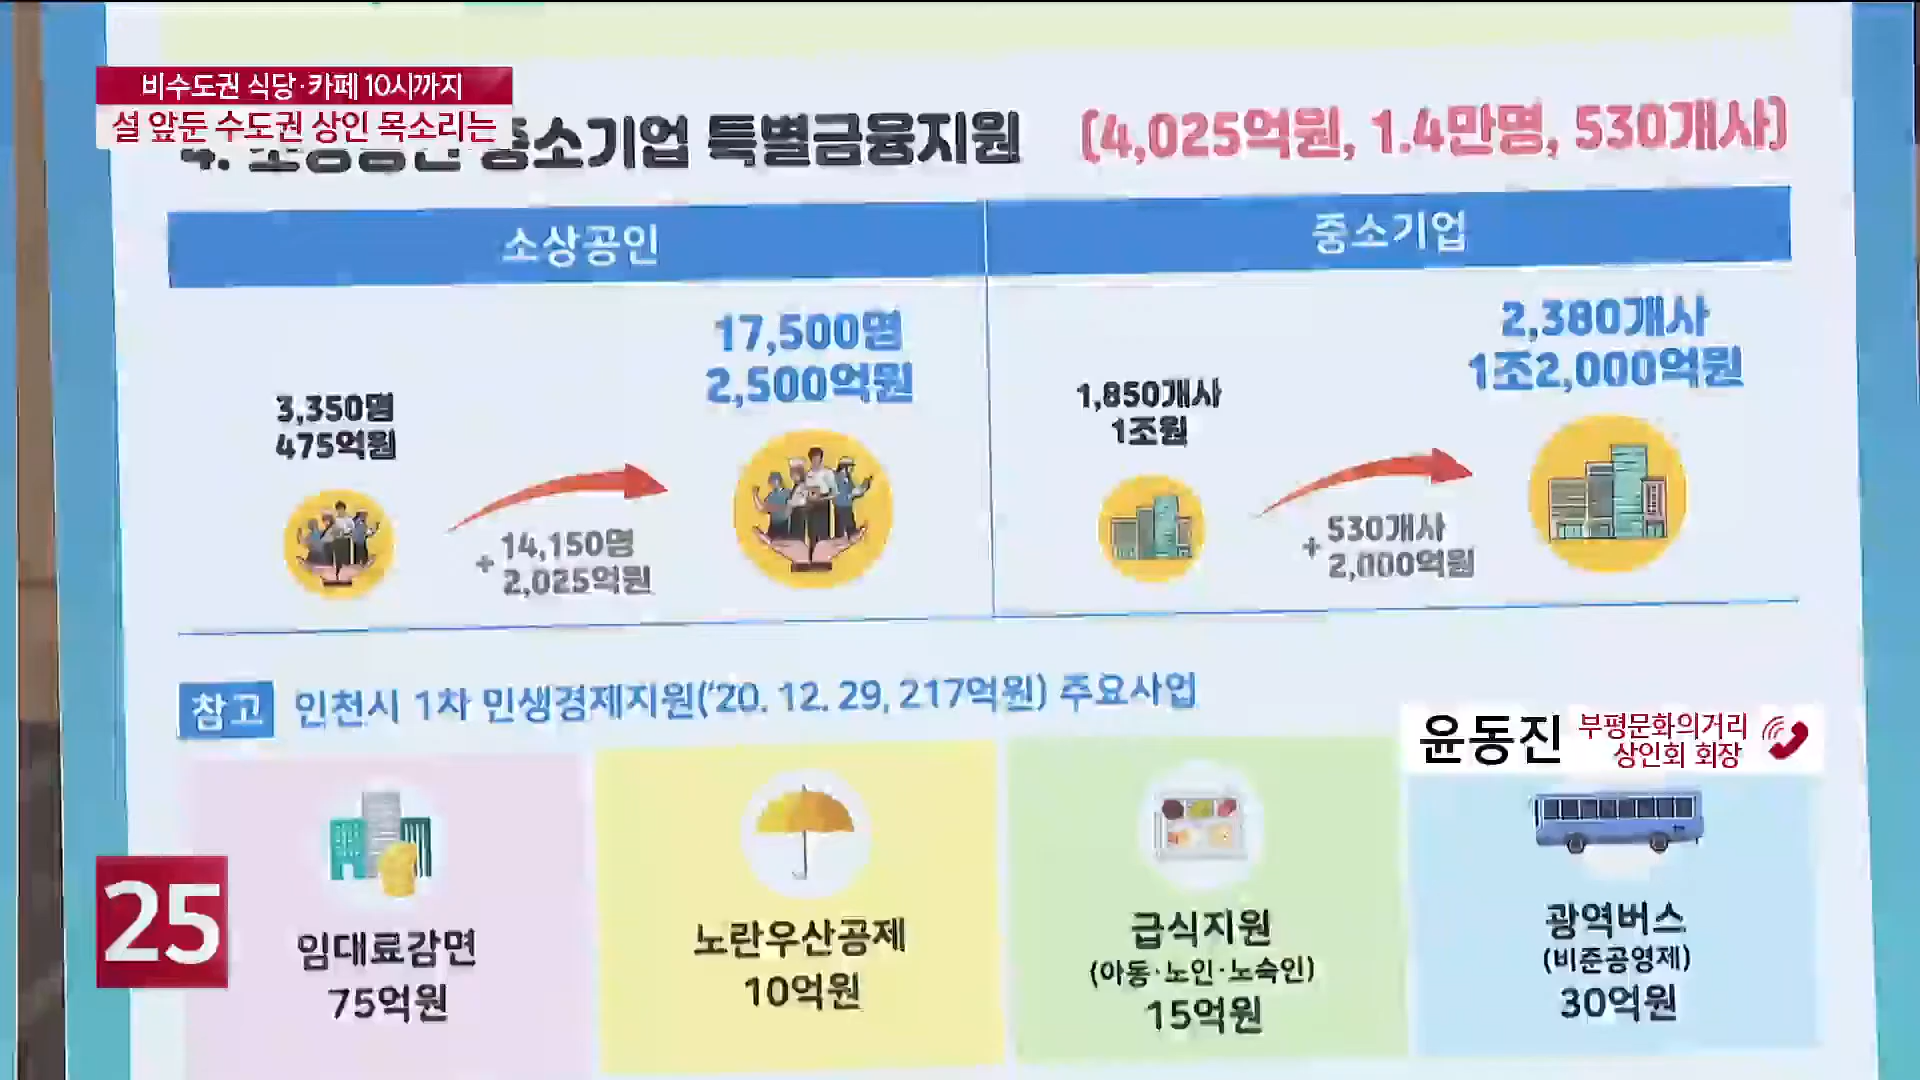 비수도권 식당·카페 10시까지
설 앞둔 수도권 상인 목소리는
중소기업 특별금융지원 (4,025억원, 1.4만명, 530개사)
소상공인
중소기업
3,350명
475억원
+ 14,150명
2,025억원
17,500명
2,500억원
1,850개사
1조원
+ 530개사
2,000억원
2,380개사
1조2,000억원
참고 인천시 1차 민생경제지원('20. 12. 29, 217억원) 주요사업
윤동진 부평문화의거리
상인회 회장
25
임대료감면
75억원
노란우산공제
10억원
급식지원
(아동·노인·노숙인)
15억원
광역버스
(비준공영제)
30억원